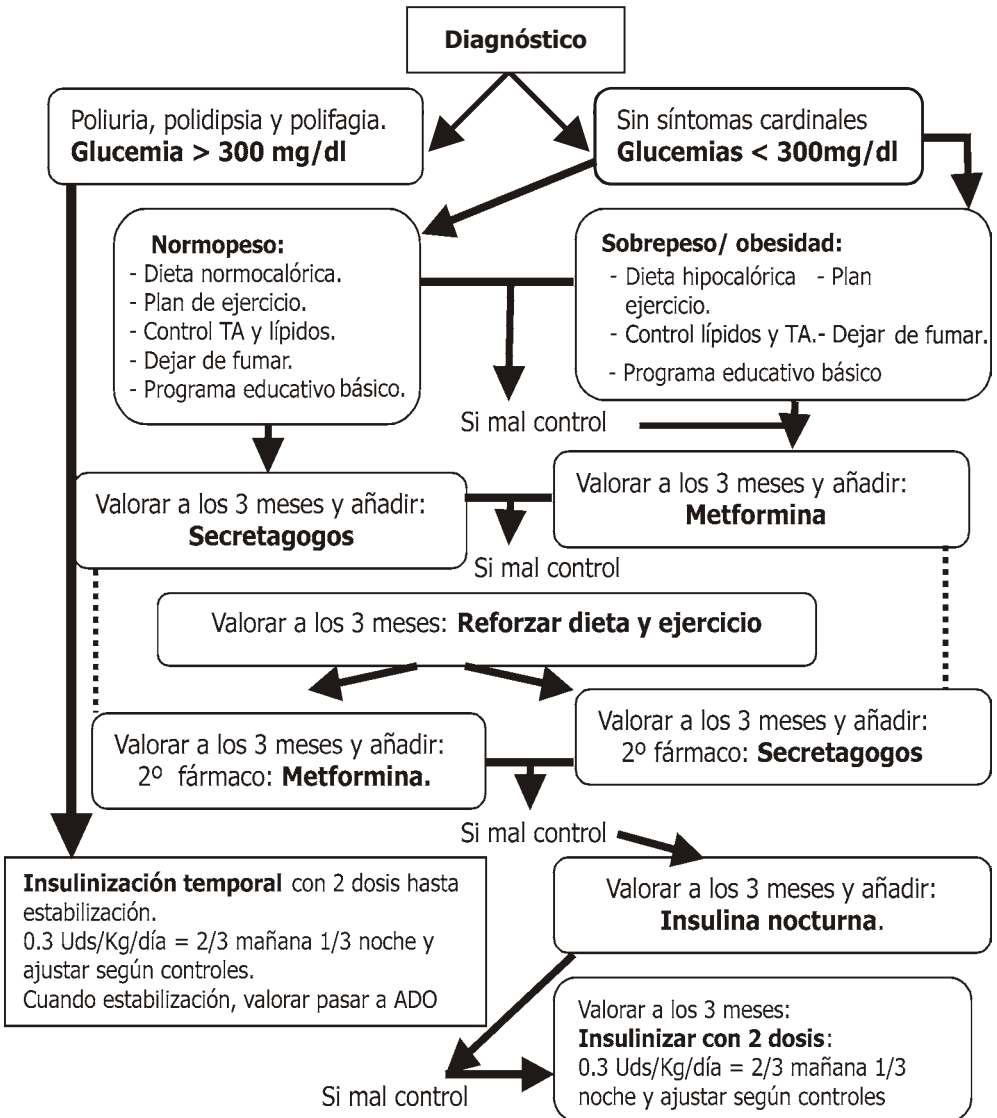 Diagnóstico
Poliuria, polidipsia y polifagia.
Glucemia > 300 mg/dl
Sin síntomas cardinales
Glucemias < 300mg/dl
Normopeso:
- Dieta normocalórica.
- Plan de ejercicio.
- Control TA y lípidos.
- Dejar de fumar.
- Programa educativo básico.
Sobrepeso/ obesidad:
- Dieta hipocalórica - Plan
ejercicio.
- Control lípidos y TA.- Dejar de fumar.
- Programa educativo básico
Si mal control
Valorar a los 3 meses y añadir:
Secretagogos
Valorar a los 3 meses y añadir:
Metformina
Si mal control
Valorar a los 3 meses: Reforzar dieta y ejercicio
Valorar a los 3 meses y añadir:
2º fármaco: Metformina.
Valorar a los 3 meses y añadir:
2º fármaco: Secretagogos
Si mal control
Insulinización temporal con 2 dosis hasta
estabilización.
0.3 Uds/Kg/día = 2/3 mañana 1/3 noche y
ajustar según controles.
Cuando estabilización, valorar pasar a ADO
Valorar a los 3 meses y añadir:
Insulina nocturna.
Si mal control
Valorar a los 3 meses:
Insulinizar con 2 dosis:
0.3 Uds/Kg/día = 2/3 mañana 1/3
noche y ajustar según controles